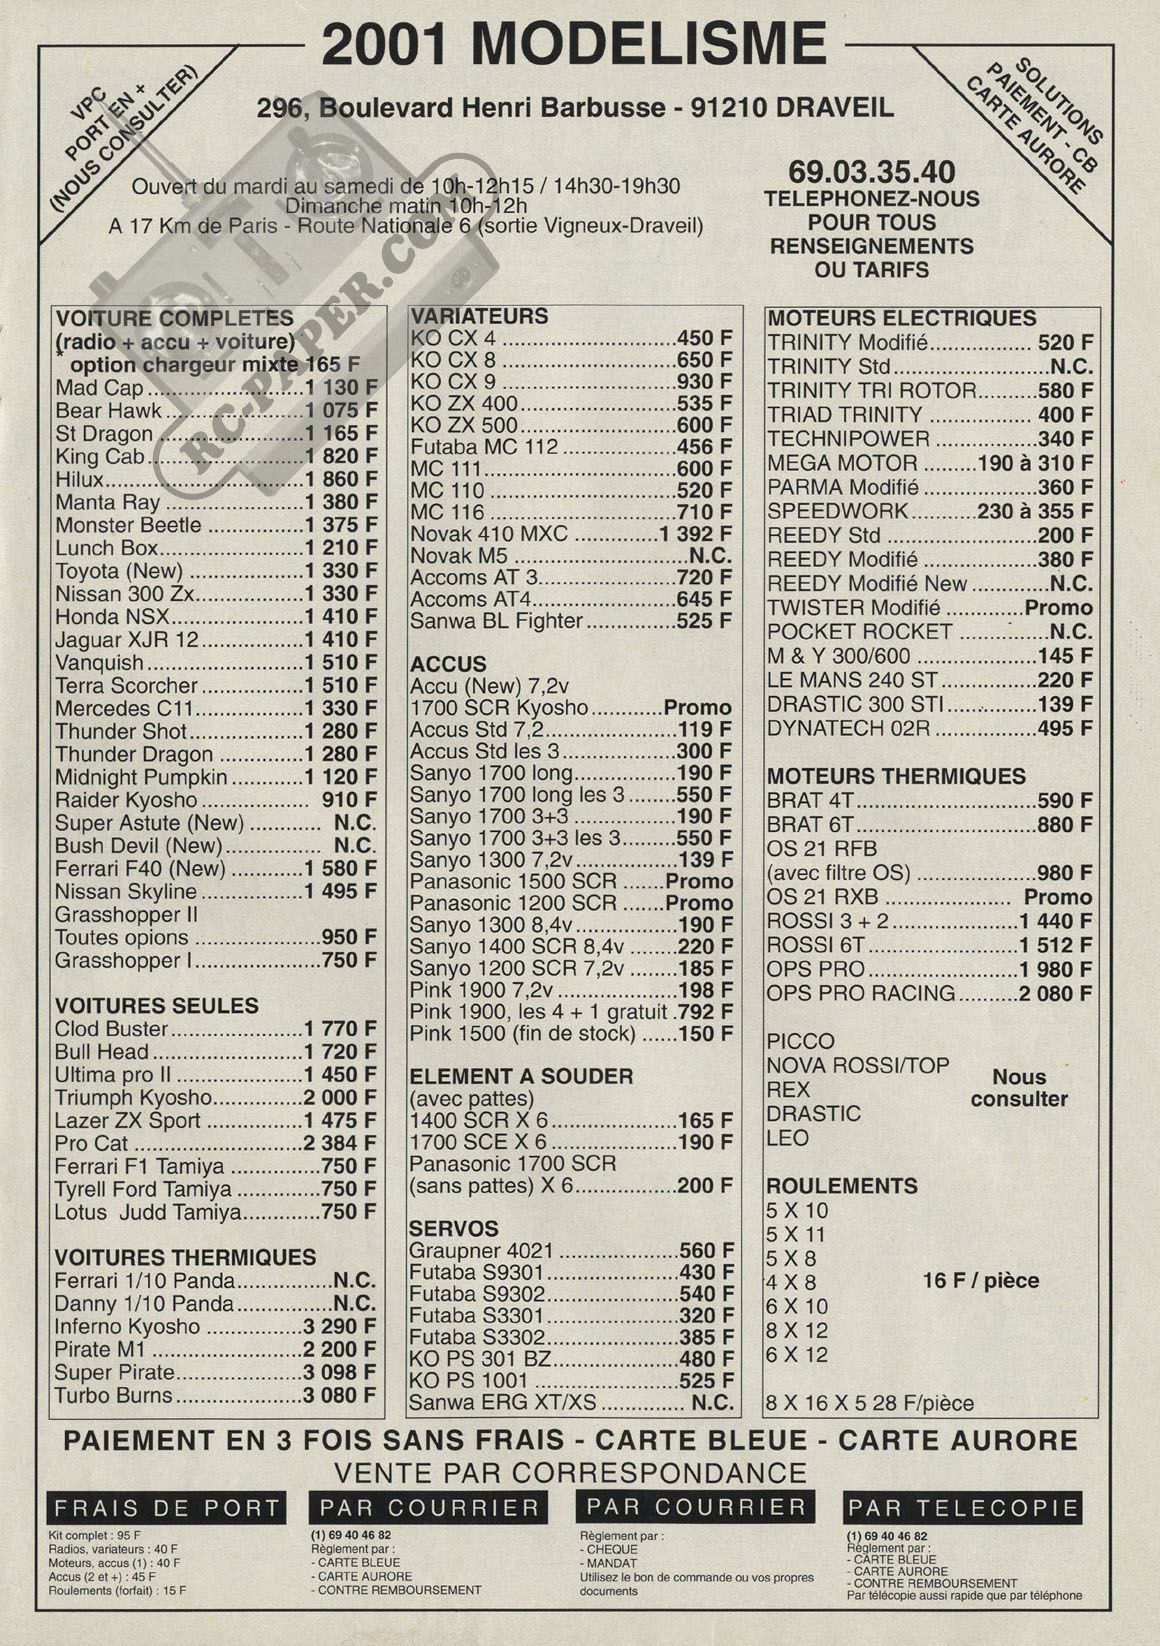 2001 MODELISME
296, Boulevard Henri Barbusse - 91210 DRAVEIL
VPC
PORT EN +
(NOUS CONSULTER)
SOLUTIONS
PAIEMENT - CB
CARTE AURORE
Ouvert du mardi au samedi de 10h-12h15 / 14h30-19h30
Dimanche matin 10h-12h
A 17 Km de Paris - Route Nationale 6 (sortie Vigneux-Draveil)
69.03.35.40
TELEPHONEZ-NOUS
POUR TOUS
RENSEIGNEMENTS
OU TARIFS
RC-PAPER.COM
VOITURE COMPLETES
(radio + accu + voiture)
* option chargeur mixte 165 F
Mad Cap.......................1 130 F
Bear Hawk....................1 075 F
St Dragon .....................1 165 F
King Cab.......................1 820 F
Hilux..............................1 860 F
Manta Ray ....................1 380 F
Monster Beetle ..............1 375 F
Lunch Box.....................1 210 F
Toyota (New) .................1 330 F
Nissan 300 Zx................1 330 F
Honda NSX...................1 410 F
Jaguar XJR 12...............1 410 F
Vanquish.......................1 510 F
Terra Scorcher...............1 510 F
Mercedes C11................1 330 F
Thunder Shot.................1 280 F
Thunder Dragon ............1 280 F
Midnight Pumpkin...........1 120 F
Raider Kyosho............... 910 F
Super Astute (New) ........... N.C.
Bush Devil (New).............. N.C.
Ferrari F40 (New) ...........1 580 F
Nissan Skyline ...............1 495 F
Grasshopper II
Toutes opions ..................950 F
Grasshopper I...................750 F
VOITURES SEULES
Clod Buster...................1 770 F
Bull Head......................1 720 F
Ultima pro II ..................1 450 F
Triumph Kyosho.............2 000 F
Lazer ZX Sport ..............1 475 F
Pro Cat .........................2 384 F
Ferrari F1 Tamiya .............750 F
Tyrell Ford Tamiya ............750 F
Lotus Judd Tamiya............750 F
VOITURES THERMIQUES
Ferrari 1/10 Panda..............N.C.
Danny 1/10 Panda..............N.C.
Inferno Kyosho ..............3 290 F
Pirate M1 ......................2 200 F
Super Pirate...................3 098 F
Turbo Burns...................3 080 F
VARIATEURS
KO CX 4 .........................450 F
KO CX 8 .........................650 F
KO CX 9 .........................930 F
KO ZX 400 ......................535 F
KO ZX 500 ......................600 F
Futaba MC 112 ................456 F
MC 111............................600 F
MC 110 ...........................520 F
MC 116 ...........................710 F
Novak 410 MXC ............1 392 F
Novak M5 ..........................N.C.
Accoms AT 3....................720 F
Accoms AT4.....................645 F
Sanwa BL Fighter.............525 F
ACCUS
Accu (New) 7,2v
1700 SCR Kyosho..........Promo
Accus Std 7,2...................119 F
Accus Std les 3.................300 F
Sanyo 1700 long...............190 F
Sanyo 1700 long les 3.......550 F
Sanyo 1700 3+3 ...............190 F
Sanyo 1700 3+3 les 3........550 F
Sanyo 1300 7,2v...............139 F
Panasonic 1500 SCR ......Promo
Panasonic 1200 SCR ......Promo
Sanyo 1300 8,4v...............190 F
Sanyo 1400 SCR 8,4v .......220 F
Sanyo 1200 SCR 7,2v .......185 F
Pink 1900 7,2v..................198 F
Pink 1900, les 4 + 1 gratuit .792 F
Pink 1500 (fin de stock) .....150 F
ELEMENT A SOUDER
(avec pattes)
1400 SCR X 6...................165 F
1700 SCE X 6...................190 F
Panasonic 1700 SCR
(sans pattes) X 6...............200 F
SERVOS
Graupner 4021..................560 F
Futaba S9301...................430 F
Futaba S9302...................540 F
Futaba S3301...................320 F
Futaba S3302...................385 F
KO PS 301 BZ..................480 F
KO PS 1001 .....................525 F
Sanwa ERG XT/XS ............ N.C.
MOTEURS ELECTRIQUES
TRINITY Modifié............... 520 F
TRINITY Std .......................N.C.
TRINITY TRI ROTOR.........580 F
TRIAD TRINITY ............... 400 F
TECHNIPOWER ...............340 F
MEGA MOTOR ........190 à 310 F
PARMA Modifié ................360 F
SPEEDWORK..........230 à 355 F
REEDY Std ......................200 F
REEDY Modifié .................380 F
REEDY Modifié New ...........N.C.
TWISTER Modifié ...........Promo
POCKET ROCKET .............N.C.
M & Y 300/600 .................145 F
LE MANS 240 ST..............220 F
DRASTIC 300 STI.............139 F
DYNATECH 02R ...............495 F
MOTEURS THERMIQUES
BRAT 4T..........................590 F
BRAT 6T..........................880 F
OS 21 RFB
(avec filtre OS) .................980 F
OS 21 RXB ..................... Promo
ROSSI 3 + 2..................1 440 F
ROSSI 6T......................1 512 F
OPS PRO......................1 980 F
OPS PRO RACING.........2 080 F
PICCO
NOVA ROSSI/TOP
REX
DRASTIC
LEO
Nous
consulter
ROULEMENTS
5 X 10
5 X 11
5 X 8
4 X 8
6 X 10
8 X 12
6 X 12
16 F / pièce
8 X 16 X 5 28 F/pièce
PAIEMENT EN 3 FOIS SANS FRAIS - CARTE BLEUE - CARTE AURORE
VENTE PAR CORRESPONDANCE
FRAIS DE PORT
Kit complet : 95 F
Radios, variateurs : 40 F
Moteurs, accus (1) : 40 F
Accus (2 et +) : 45 F
Roulements (forfait) : 15 F
PAR COURRIER
(1) 69 40 46 82
Règlement par :
- CARTE BLEUE
- CARTE AURORE
- CONTRE REMBOURSEMENT
PAR COURRIER
Règlement par :
- CHEQUE
- MANDAT
Utilisez le bon de commande ou vos propres
documents
PAR TELECOPIE
(1) 69 40 46 82
Règlement par :
- CARTE BLEUE
- CARTE AURORE
- CONTRE REMBOURSEMENT
Par télécopie aussi rapide que par téléphone